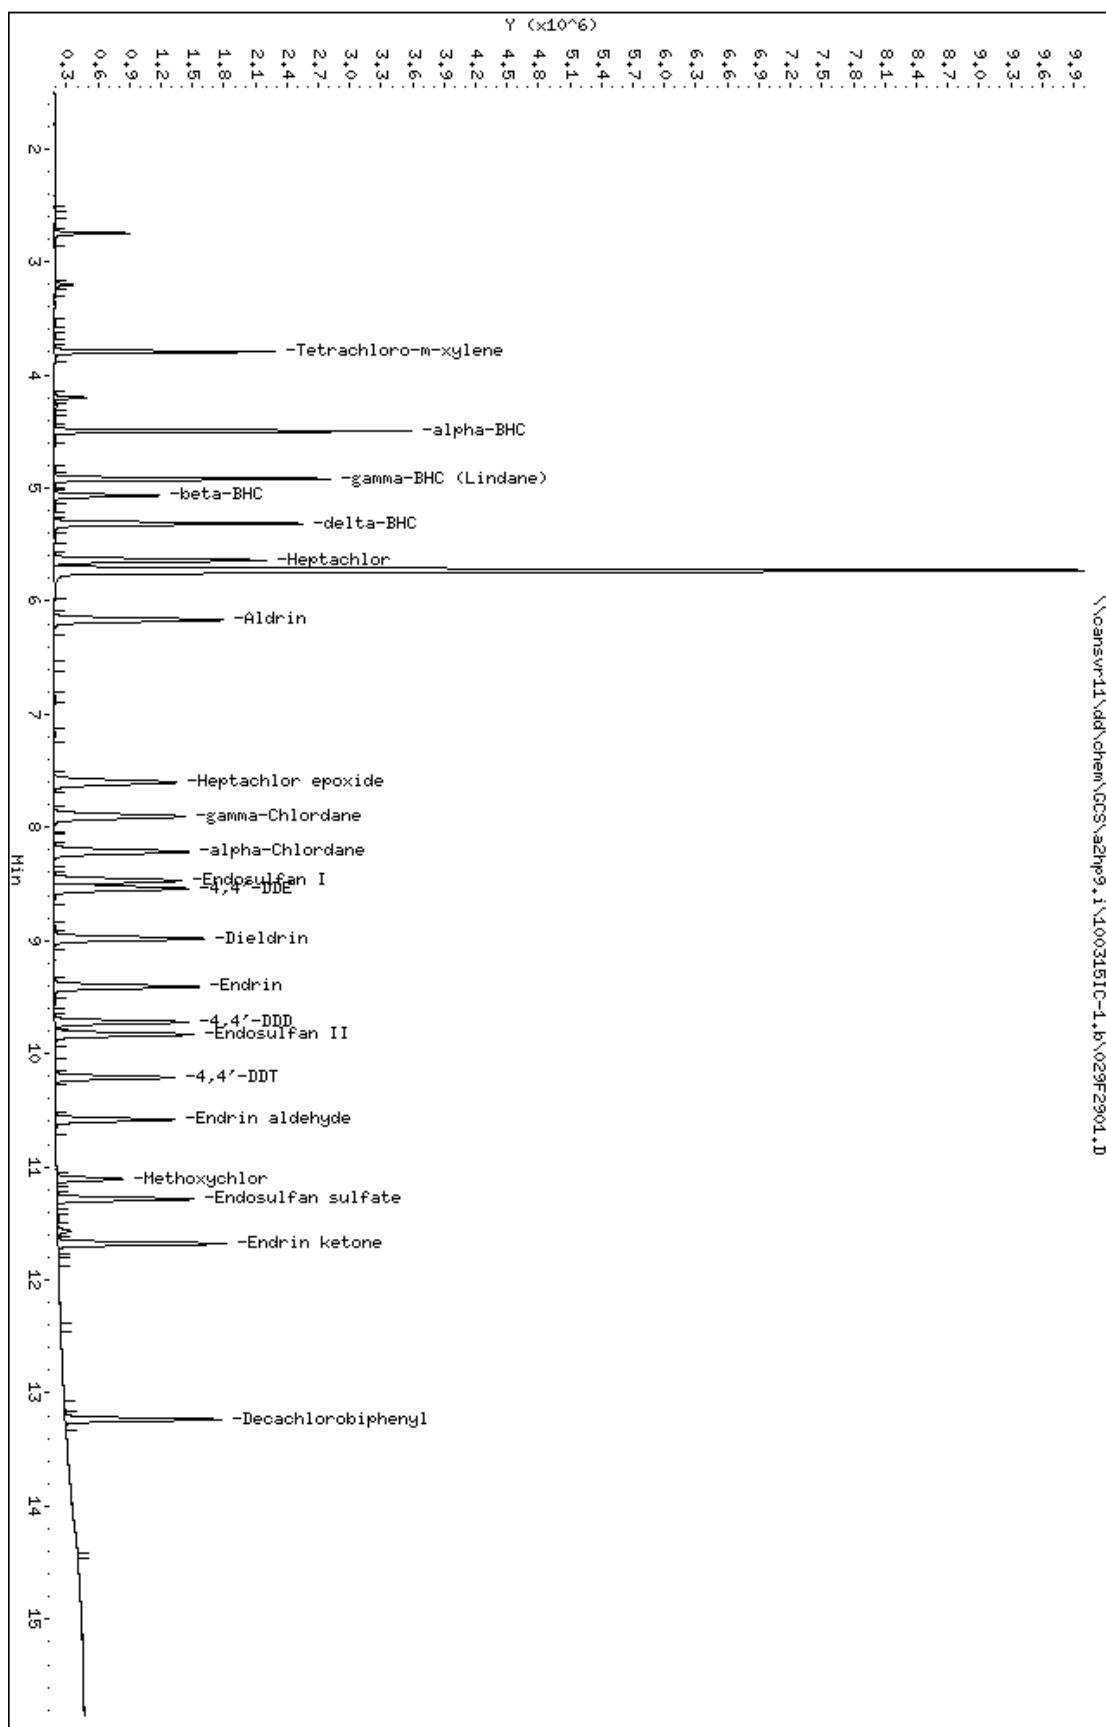 Y (x10^6)
0.3
0.6
0.9
1.2
1.5
1.8
2.1
2.4
2.7
3.0
3.3
3.6
3.9
4.2
4.5
4.8
5.1
5.4
5.7
6.0
6.3
6.6
6.9
7.2
7.5
7.8
8.1
8.4
8.7
9.0
9.3
9.6
9.9
2
3
4
5
6
7
8
9
10
11
12
13
14
15
Min
-Tetrachloro-m-xylene
-alpha-BHC
-gamma-BHC (Lindane)
-beta-BHC
-delta-BHC
-Heptachlor
-Aldrin
-Heptachlor epoxide
-gamma-Chlordane
-alpha-Chlordane
-Endosulfan I
-4,4'-DDE
-Dieldrin
-Endrin
-4,4'-DDD
-Endosulfan II
-4,4'-DDT
-Endrin aldehyde
-Methoxychlor
-Endosulfan sulfate
-Endrin ketone
-Decachlorobiphenyl
\\cansvr11\dd\chem\GCS\a2hp9.i\100315IC-1.b\029F2901.D